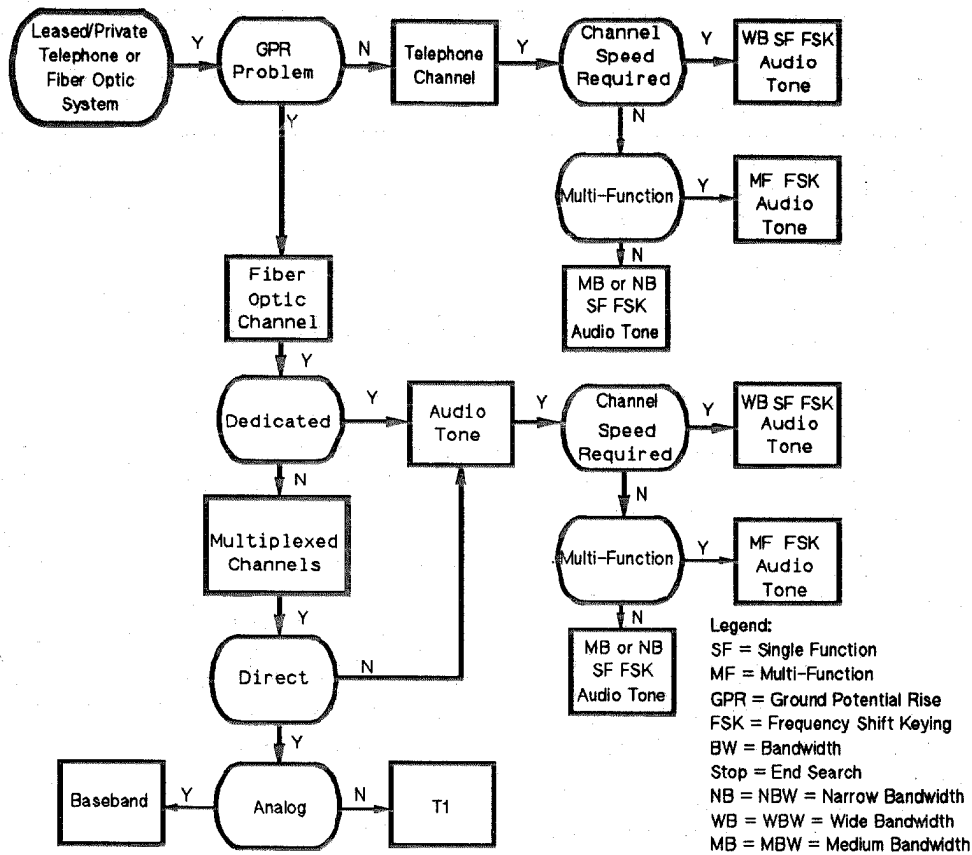 Leased/Private
Telephone or
Fiber Optic
System
Y
GPR
Problem
N
Telephone
Channel
Y
Channel
Speed
Required
Y
WB SF FSK
Audio
Tone
Y
N
Multi-Function
Y
MF FSK
Audio
Tone
N
MB or NB
SF FSK
Audio Tone
Fiber
Optic
Channel
Y
Dedicated
Y
Audio
Tone
Y
Channel
Speed
Required
Y
WB SF FSK
Audio
Tone
N
N
Multiplexed
Channels
Multi-Function
Y
MF FSK
Audio
Tone
Y
N
MB or NB
SF FSK
Audio Tone
Direct
N
Y
Baseband
Y
Analog
N
T1
Legend:
SF = Single Function
MF = Multi-Function
GPR = Ground Potential Rise
FSK = Frequency Shift Keying
BW = Bandwidth
Stop = End Search
NB = NBW = Narrow Bandwidth
WB = WBW = Wide Bandwidth
MB = MBW = Medium Bandwidth